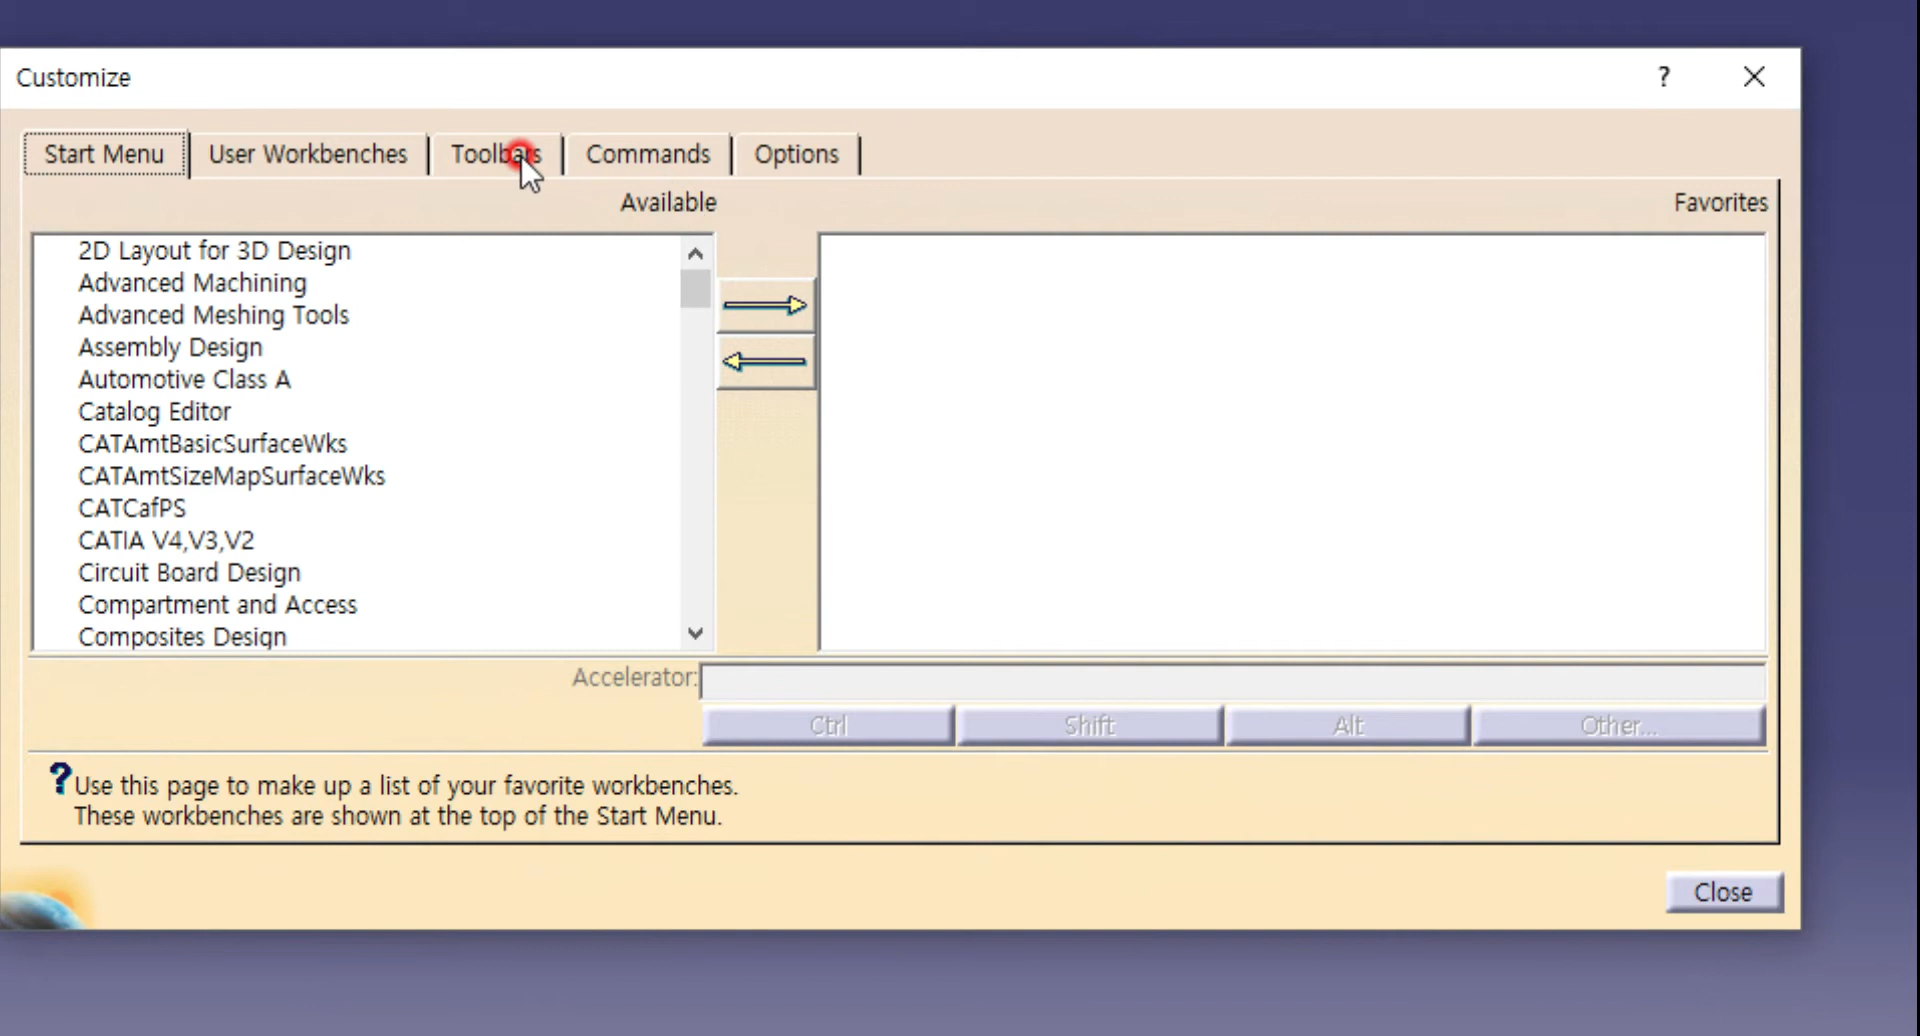 Customize
?
Start Menu
User Workbenches
Toolbars
Commands
Options
Available
Favorites
2D Layout for 3D Design
Advanced Machining
Advanced Meshing Tools
Assembly Design
Automotive Class A
Catalog Editor
CATAmtBasicSurfaceWks
CATAmtSizeMapSurfaceWks
CATCafPS
CATIA V4,V3,V2
Circuit Board Design
Compartment and Access
Composites Design
Accelerator:
Ctrl
Shift
Alt
Other...
?
Use this page to make up a list of your favorite workbenches.
These workbenches are shown at the top of the Start Menu.
Close